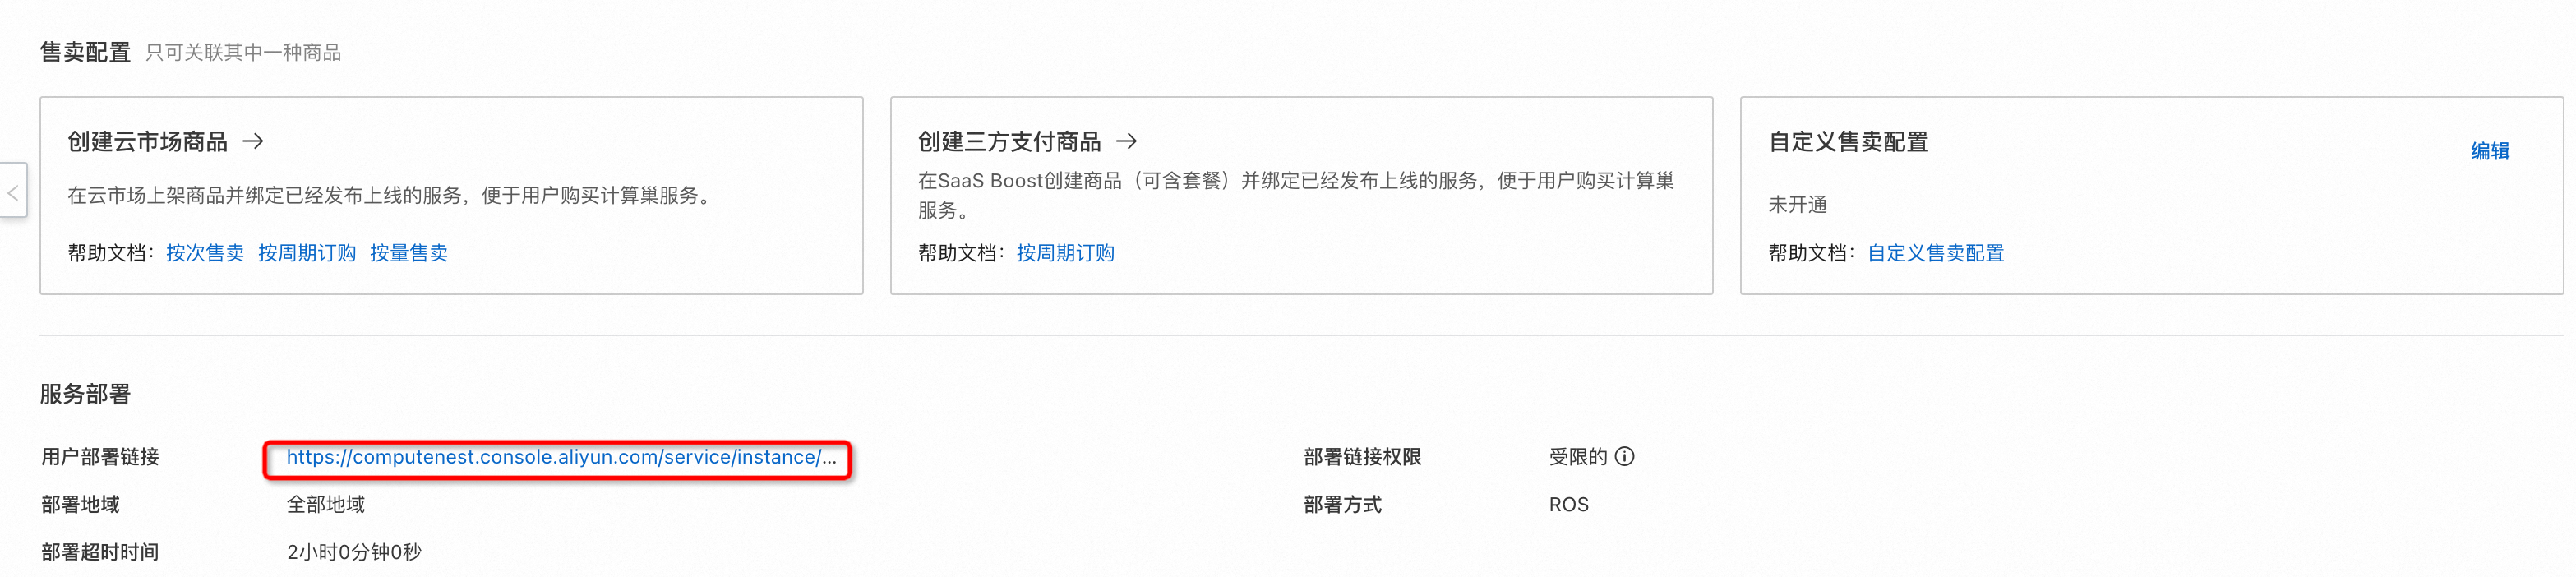 售卖配置 只可关联其中一种商品
创建云市场商品 →
在云市场上架商品并绑定已经发布上线的服务，便于用户购买计算巢服务。
帮助文档： 按次售卖 按周期订购 按量售卖
创建三方支付商品 →
在SaaS Boost创建商品（可含套餐）并绑定已经发布上线的服务，便于用户购买计算巢
服务。
帮助文档： 按周期订购
自定义售卖配置
编辑
未开通
帮助文档： 自定义售卖配置
服务部署
用户部署链接 https://computenest.console.aliyun.com/service/instance/...
部署链接权限 受限的
部署地域 全部地域
部署方式 ROS
部署超时时间 2小时0分钟0秒